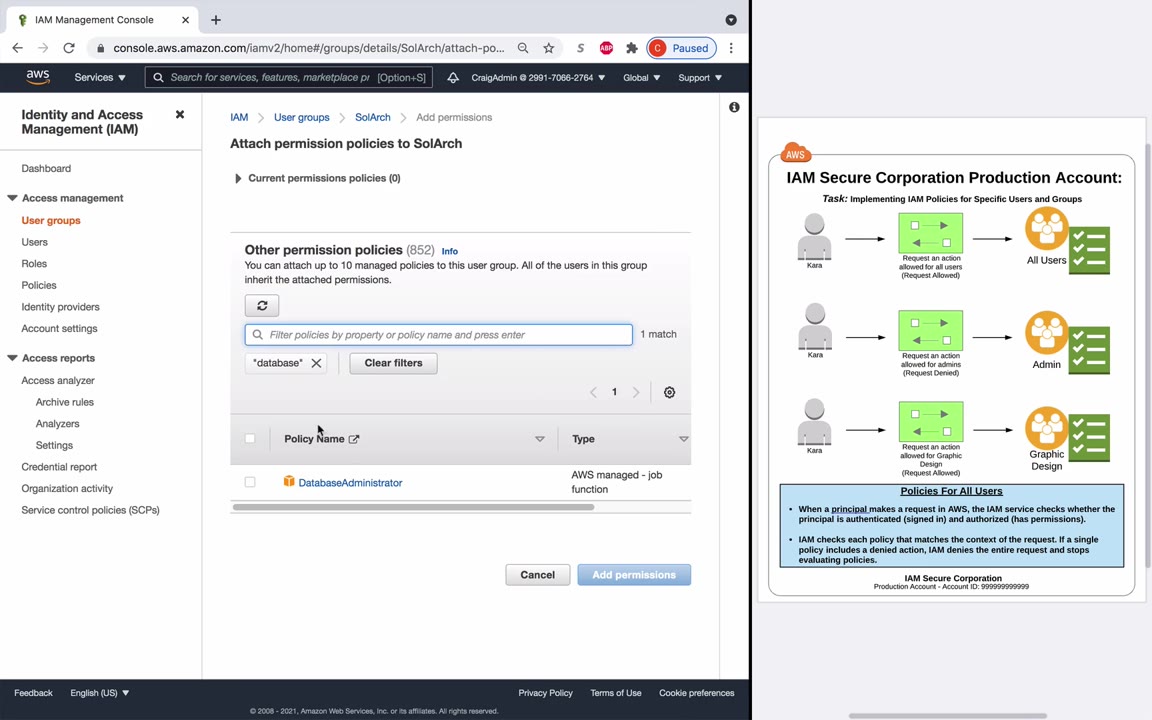 IAM Management Console
console.aws.amazon.com/iamv2/home#/groups/details/SolArch/attach-po...
S
ABP
C Paused
aws
Services
Search for services, features, marketplace pr [Option+S]
CraigAdmin @ 2991-7066-2764
Global
Support
Identity and Access
Management (IAM)
Dashboard
Access management
User groups
Users
Roles
Policies
Identity providers
Account settings
Access reports
Access analyzer
Archive rules
Analyzers
Settings
Credential report
Organization activity
Service control policies (SCPs)
IAM > User groups > SolArch > Add permissions
Attach permission policies to SolArch
Current permissions policies (0)
Other permission policies (852) Info
You can attach up to 10 managed policies to this user group. All of the users in this group
inherit the attached permissions.
Filter policies by property or policy name and press enter
1 match
"database"
Clear filters
1
Policy Name
Type
DatabaseAdministrator
AWS managed - job
function
Cancel
Add permissions
Feedback
English (US)
Privacy Policy
Terms of Use
Cookie preferences
© 2008 - 2021, Amazon Web Services, Inc. or its affiliates. All rights reserved.
AWS
IAM Secure Corporation Production Account:
Task: Implementing IAM Policies for Specific Users and Groups
Kara
Request an action
allowed for all users
(Request Allowed)
All Users
Kara
Request an action
allowed for admins
(Request Denied)
Admin
Kara
Request an action
allowed for Graphic
Design
(Request Allowed)
Graphic
Design
Policies For All Users
• When a principal makes a request in AWS, the IAM service checks whether the
principal is authenticated (signed in) and authorized (has permissions).
• IAM checks each policy that matches the context of the request. If a single
policy includes a denied action, IAM denies the entire request and stops
evaluating policies.
IAM Secure Corporation
Production Account - Account ID: 999999999999